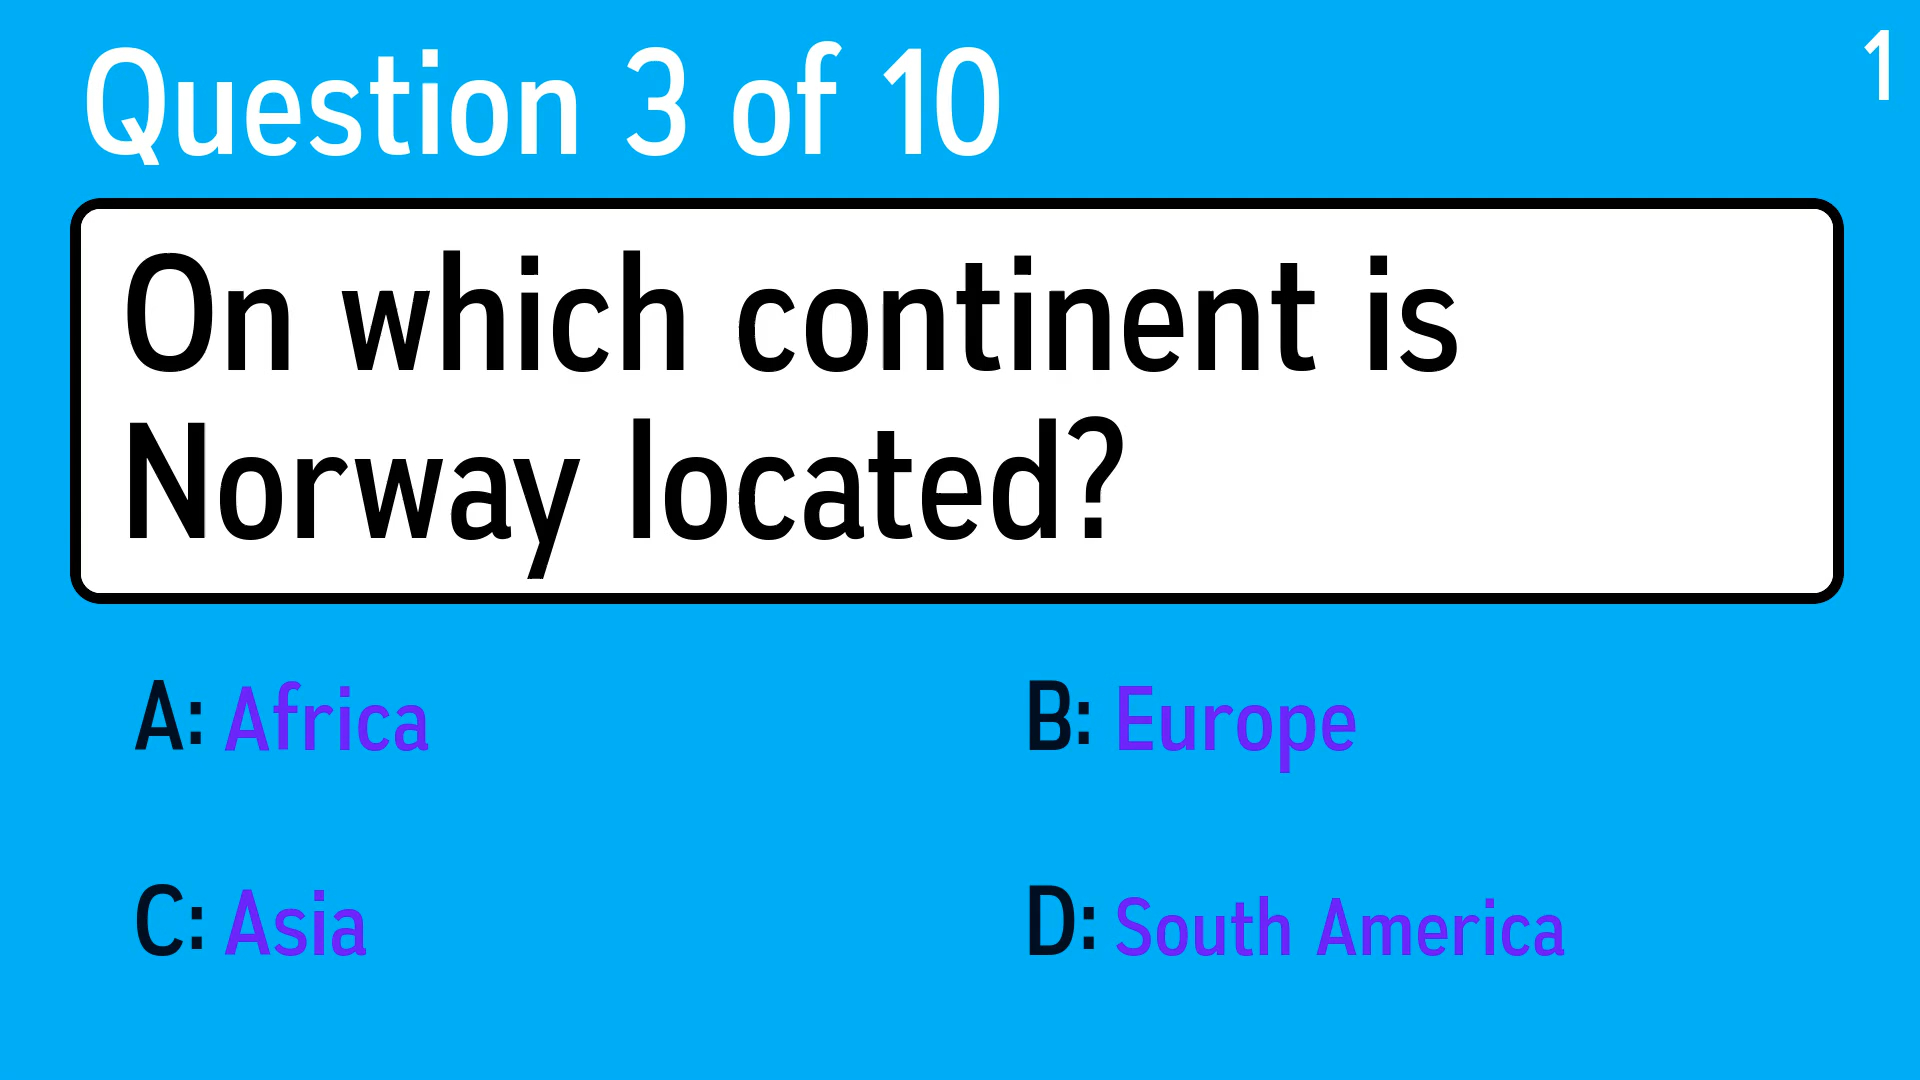 Question 3 of 10
1
On which continent is
Norway located?
A: Africa
B: Europe
C: Asia
D: South America